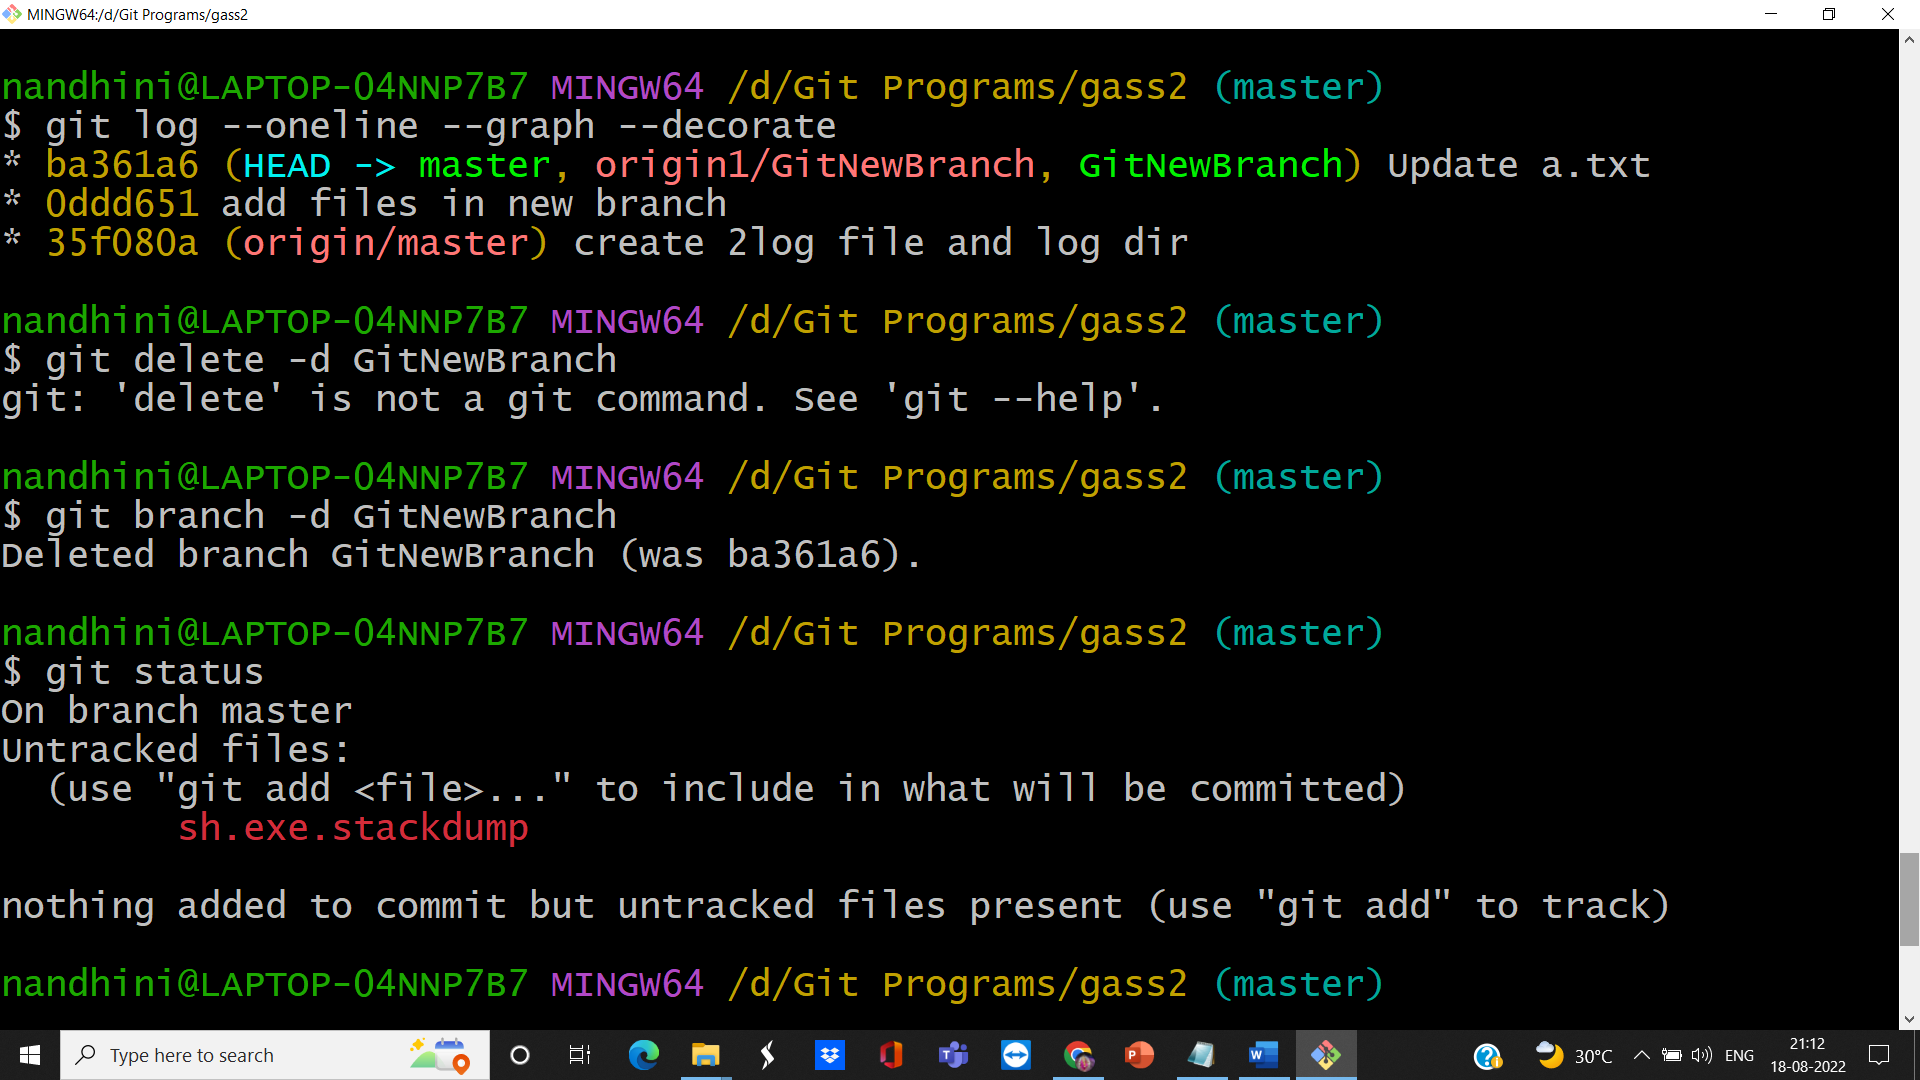 MINGW64:/d/Git Programs/gass2
nandhini@LAPTOP-04NNP7B7 MINGW64 /d/Git Programs/gass2 (master)
$ git log --oneline --graph --decorate
* ba361a6 (HEAD -> master, origin1/GitNewBranch, GitNewBranch) Update a.txt
* 0ddd651 add files in new branch
* 35f080a (origin/master) create 2log file and log dir
nandhini@LAPTOP-04NNP7B7 MINGW64 /d/Git Programs/gass2 (master)
$ git delete -d GitNewBranch
git: 'delete' is not a git command. See 'git --help'.
nandhini@LAPTOP-04NNP7B7 MINGW64 /d/Git Programs/gass2 (master)
$ git branch -d GitNewBranch
Deleted branch GitNewBranch (was ba361a6).
nandhini@LAPTOP-04NNP7B7 MINGW64 /d/Git Programs/gass2 (master)
$ git status
On branch master
Untracked files:
  (use "git add <file>..." to include in what will be committed)
        sh.exe.stackdump
nothing added to commit but untracked files present (use "git add" to track)
nandhini@LAPTOP-04NNP7B7 MINGW64 /d/Git Programs/gass2 (master)
Type here to search
30°C
ENG
21:12
18-08-2022